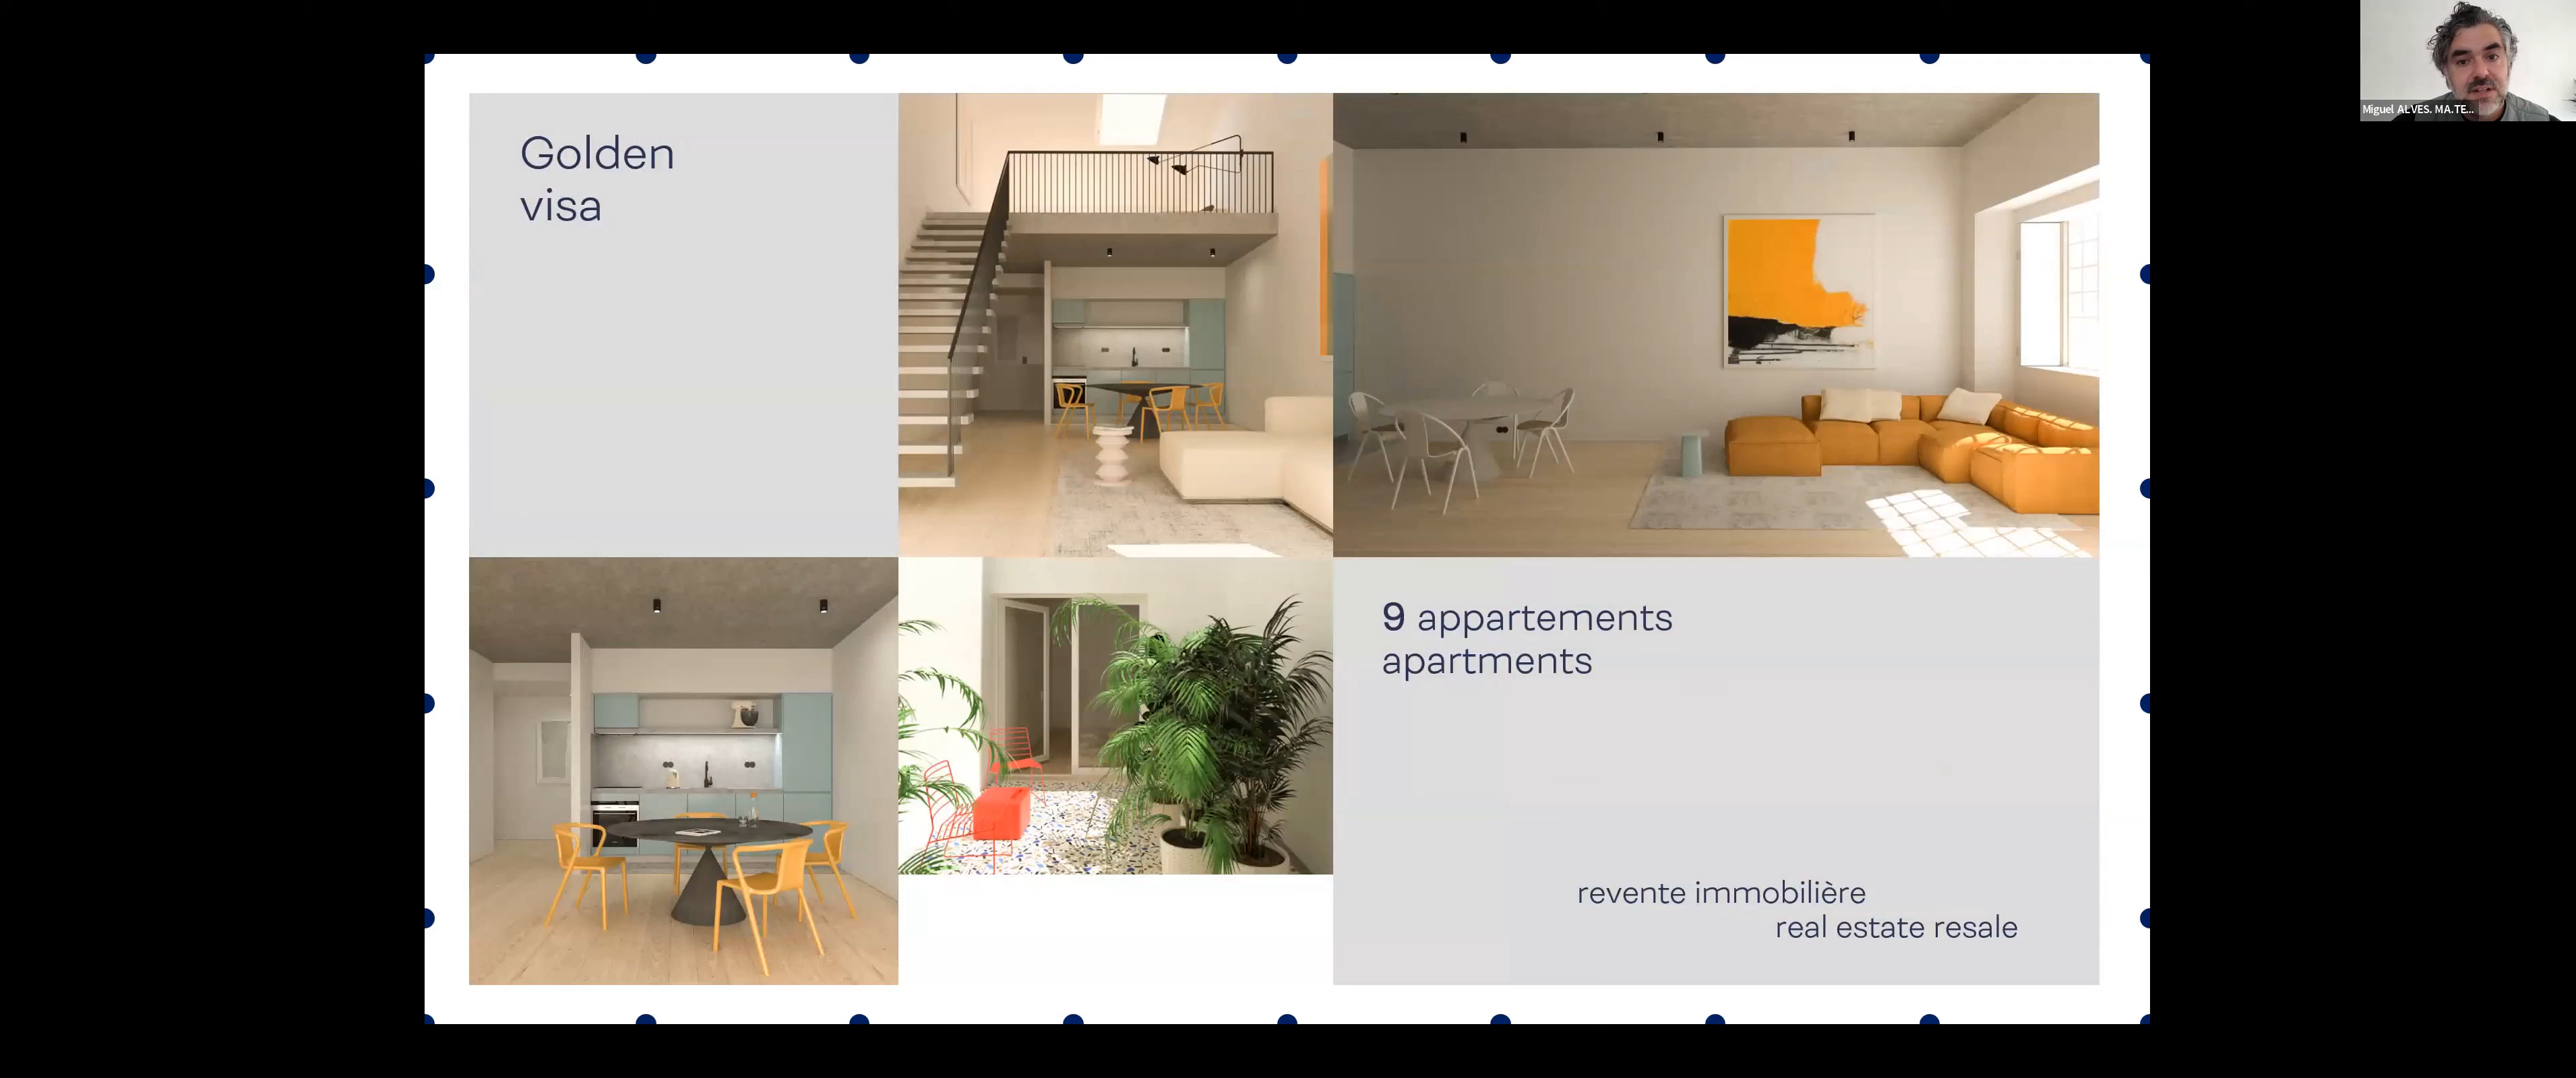 Golden
visa
9 appartements
apartments
revente immobilière
real estate resale
Miguel ALVES. MA.TE...